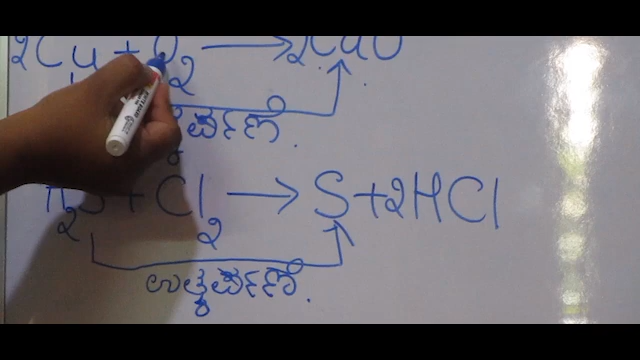 2Cu + O₂ → 2CuO
H₂S + Cl₂ → S + 2HCl
ಉತ್ಕರ್ಷಣೆ.